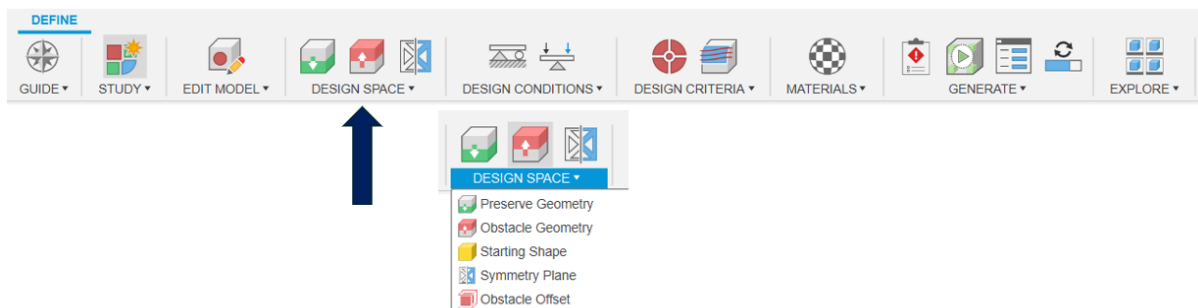 DEFINE
GUIDE ▾ STUDY ▾ EDIT MODEL ▾ DESIGN SPACE ▾ DESIGN CONDITIONS ▾ DESIGN CRITERIA ▾ MATERIALS ▾ GENERATE ▾ EXPLORE ▾
DESIGN SPACE ▾
Preserve Geometry
Obstacle Geometry
Starting Shape
Symmetry Plane
Obstacle Offset